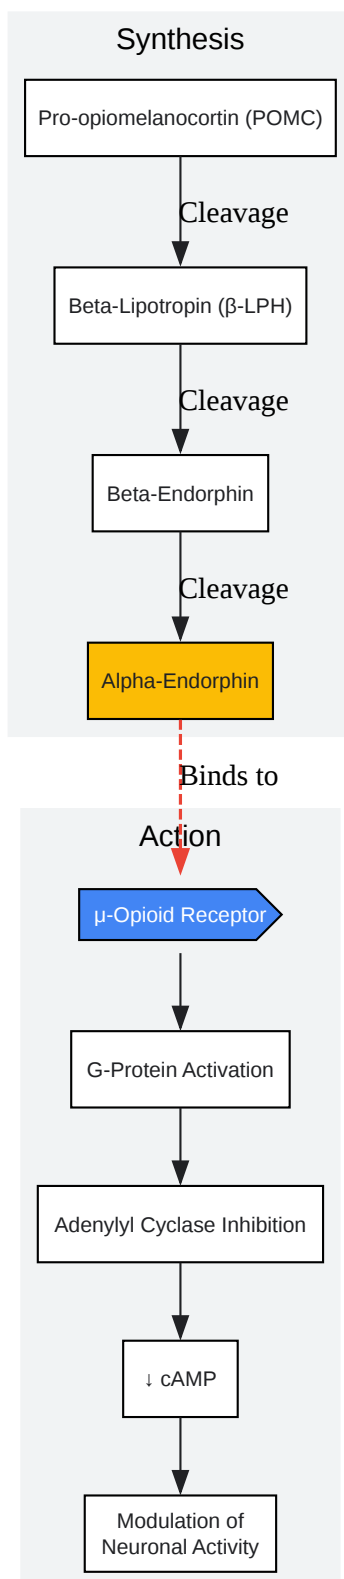 Synthesis
Pro-opiomelanocortin (POMC)
Cleavage
Beta-Lipotropin (β-LPH)
Cleavage
Beta-Endorphin
Cleavage
Alpha-Endorphin
Binds to
Action
μ-Opioid Receptor
G-Protein Activation
Adenylyl Cyclase Inhibition
↓ cAMP
Modulation of
Neuronal Activity